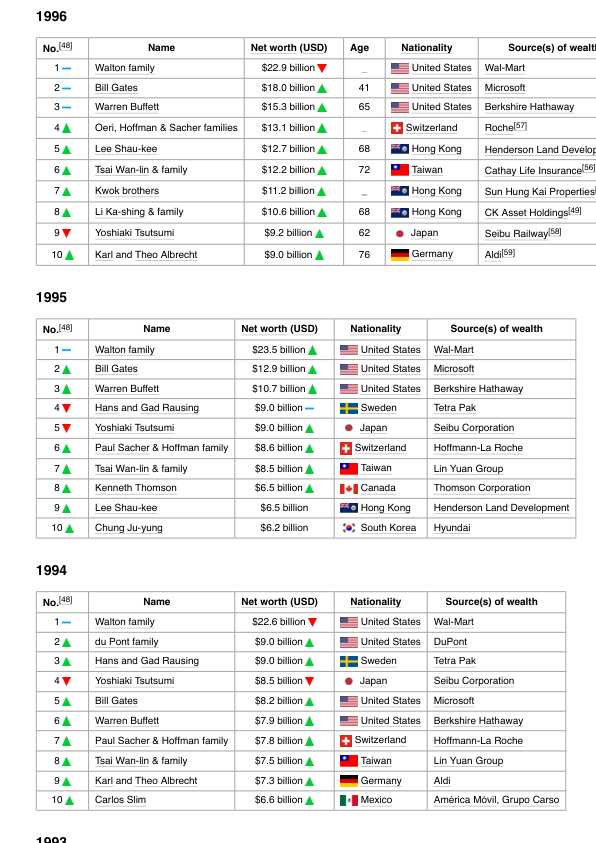 1996
No.[48] Name Net worth (USD) Age Nationality Source(s) of wealt
1 Walton family $22.9 billion _ United States Wal-Mart
2 Bill Gates $18.0 billion 41 United States Microsoft
3 Warren Buffett $15.3 billion 65 United States Berkshire Hathaway
4 Oeri, Hoffman & Sacher families $13.1 billion _ Switzerland Roche[57]
5 Lee Shau-kee $12.7 billion 68 Hong Kong Henderson Land Develop
6 Tsai Wan-lin & family $12.2 billion 72 Taiwan Cathay Life Insurance[56]
7 Kwok brothers $11.2 billion _ Hong Kong Sun Hung Kai Properties[
8 Li Ka-shing & family $10.6 billion 68 Hong Kong CK Asset Holdings[49]
9 Yoshiaki Tsutsumi $9.2 billion 62 Japan Seibu Railway[58]
10 Karl and Theo Albrecht $9.0 billion 76 Germany Aldi[59]
1995
No.[48] Name Net worth (USD) Nationality Source(s) of wealth
1 Walton family $23.5 billion United States Wal-Mart
2 Bill Gates $12.9 billion United States Microsoft
3 Warren Buffett $10.7 billion United States Berkshire Hathaway
4 Hans and Gad Rausing $9.0 billion Sweden Tetra Pak
5 Yoshiaki Tsutsumi $9.0 billion Japan Seibu Corporation
6 Paul Sacher & Hoffman family $8.6 billion Switzerland Hoffmann-La Roche
7 Tsai Wan-lin & family $8.5 billion Taiwan Lin Yuan Group
8 Kenneth Thomson $6.5 billion Canada Thomson Corporation
9 Lee Shau-kee $6.5 billion Hong Kong Henderson Land Development
10 Chung Ju-yung $6.2 billion South Korea Hyundai
1994
No.[48] Name Net worth (USD) Nationality Source(s) of wealth
1 Walton family $22.6 billion United States Wal-Mart
2 du Pont family $9.0 billion United States DuPont
3 Hans and Gad Rausing $9.0 billion Sweden Tetra Pak
4 Yoshiaki Tsutsumi $8.5 billion Japan Seibu Corporation
5 Bill Gates $8.2 billion United States Microsoft
6 Warren Buffett $7.9 billion United States Berkshire Hathaway
7 Paul Sacher & Hoffman family $7.8 billion Switzerland Hoffmann-La Roche
8 Tsai Wan-lin & family $7.5 billion Taiwan Lin Yuan Group
9 Karl and Theo Albrecht $7.3 billion Germany Aldi
10 Carlos Slim $6.6 billion Mexico América Móvil, Grupo Carso
1993